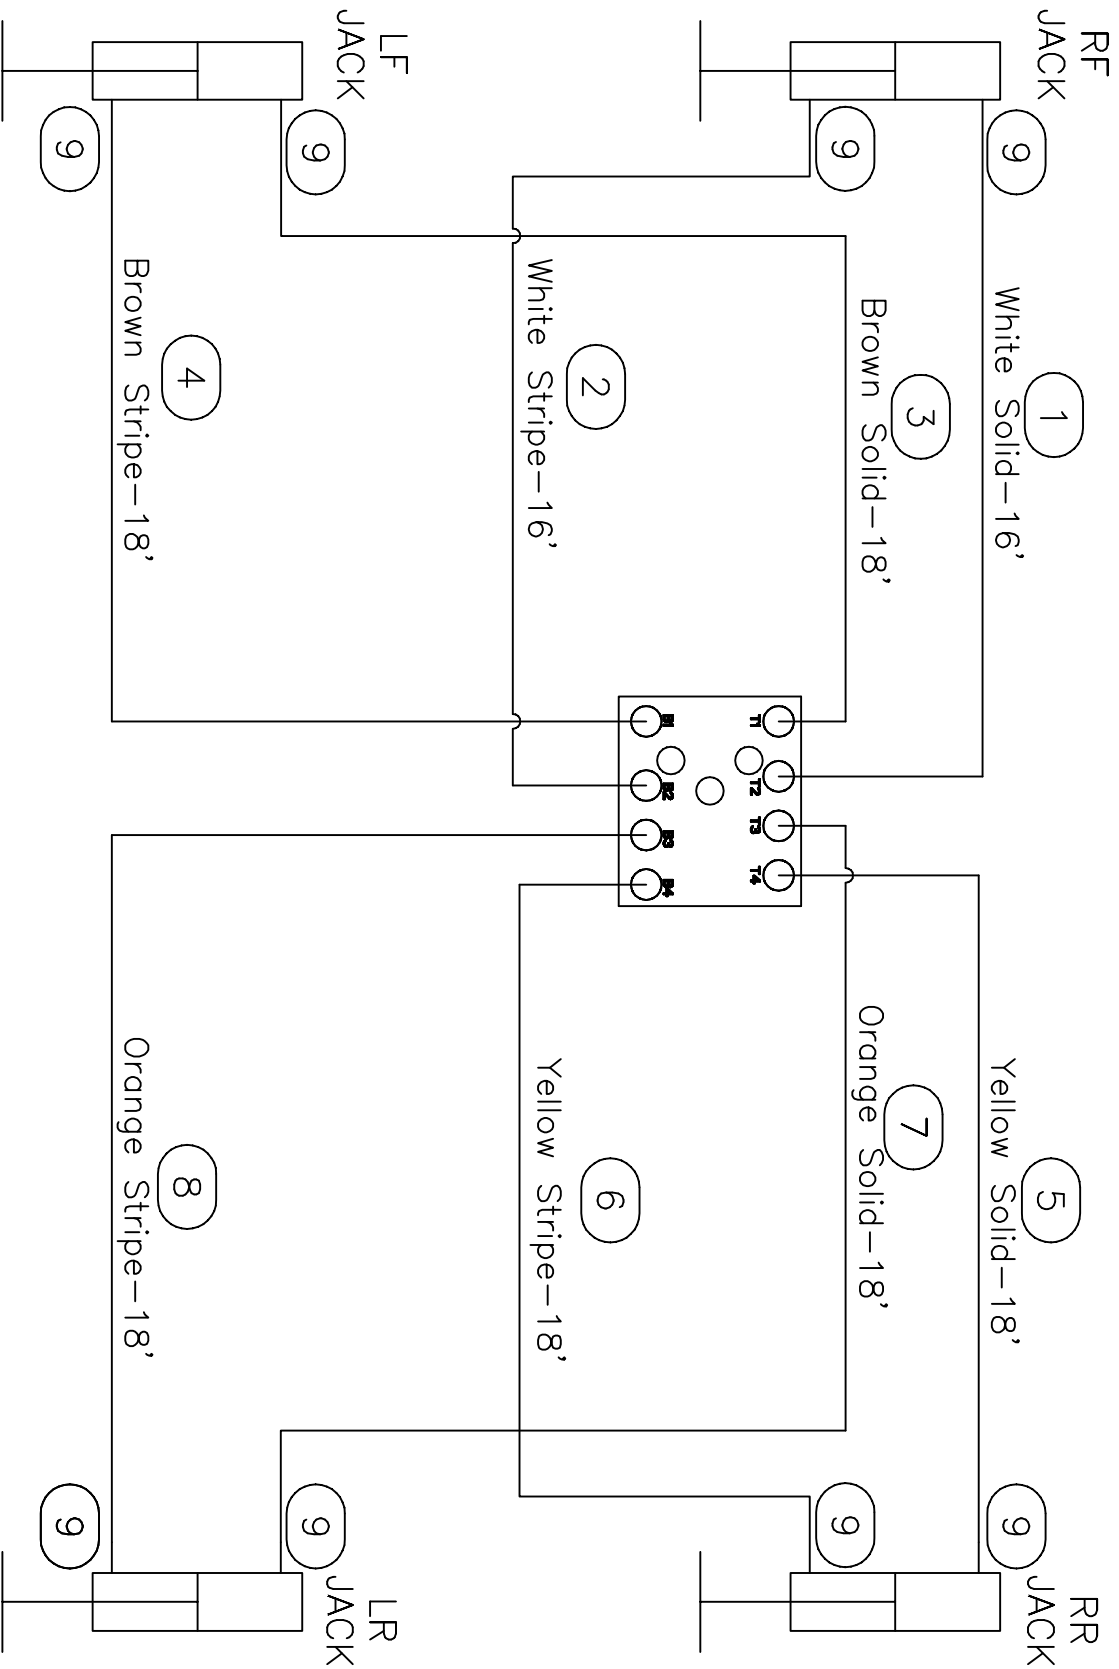 RF
JACK
9
9
1
White Solid–16'
3
Brown Solid–18'
2
White Stripe–16'
LF
JACK
9
9
4
Brown Stripe–18'
T1
T2
T3
T4
B1
B2
B3
B4
5
Yellow Solid–18'
7
Orange Solid–18'
6
Yellow Stripe–18'
8
Orange Stripe–18'
RR
JACK
9
9
LR
JACK
9
9